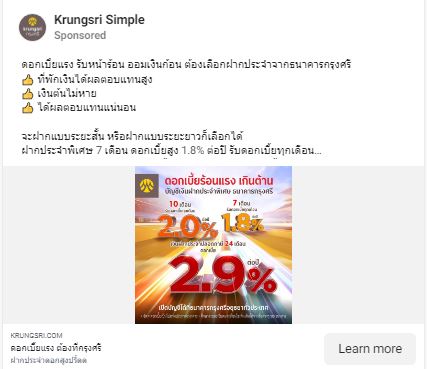 Krungsri Simple
Sponsored
ดอกเบี้ยแรง รับหน้าร้อน ออมเงินก้อน ต้องเลือกฝากประจำจากธนาคารกรุงศรี
👍 ที่พักเงินได้ผลตอบแทนสูง
👍 เงินต้นไม่หาย
👍 ได้ผลตอบแทนแน่นอน
จะฝากแบบระยะสั้น หรือฝากแบบระยะยาวก็เลือกได้
ฝากประจำพิเศษ 7 เดือน ดอกเบี้ยสูง 1.8% ต่อปี รับดอกเบี้ยทุกเดือน...
krungsri
กรุงศรี
ดอกเบี้ยร้อนแรง เกินต้าน
บัญชีเงินฝากประจำพิเศษ ธนาคารกรุงศรี
10 เดือน
7 เดือน
2.0% ต่อปี
1.8%
24 เดือน
ดอกเบี้ย
2.9% ต่อปี
เปิดบัญชีได้ที่ธนาคารกรุงศรีอยุธยาทั่วประเทศ
KRUNGSRI.COM
ดอกเบี้ยแรง ต้องที่กรุงศรี
ฝากประจำดอกสูงปรี๊ดด
Learn more